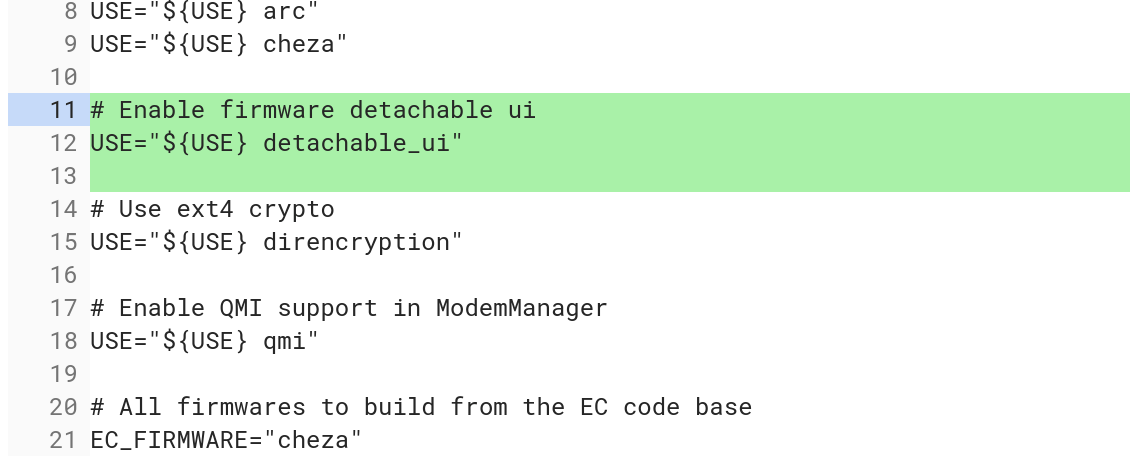 8 USE="${USE} arc"
9 USE="${USE} cheza"
10
11 # Enable firmware detachable ui
12 USE="${USE} detachable_ui"
13
14 # Use ext4 crypto
15 USE="${USE} direncryption"
16
17 # Enable QMI support in ModemManager
18 USE="${USE} qmi"
19
20 # All firmwares to build from the EC code base
21 EC_FIRMWARE="cheza"